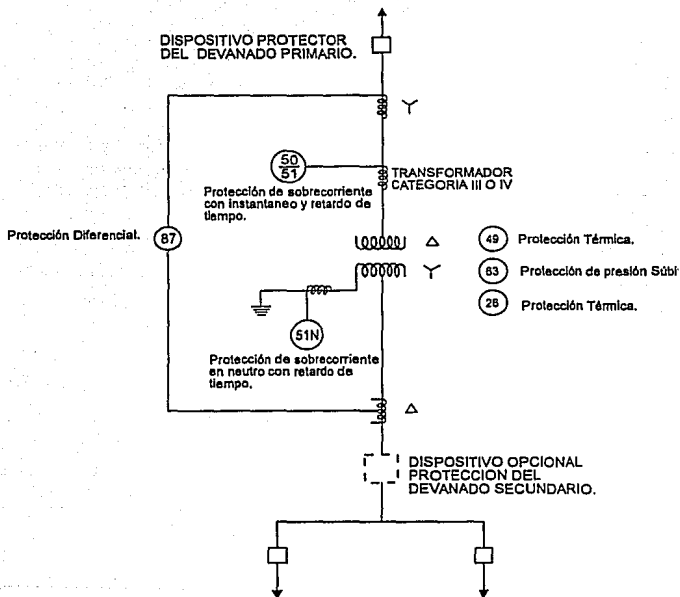 DISPOSITIVO PROTECTOR
DEL DEVANADO PRIMARIO.
50
51
TRANSFORMADOR
CATEGORIA III O IV
Protección de sobrecorriente
con instantaneo y retardo de
tiempo.
Protección Diferencial.
87
49 Protección Térmica.
63 Protección de presión Súbi
26 Protección Térmica.
51N
Protección de sobrecorriente
en neutro con retardo de
tiempo.
DISPOSITIVO OPCIONAL
PROTECCION DEL
DEVANADO SECUNDARIO.